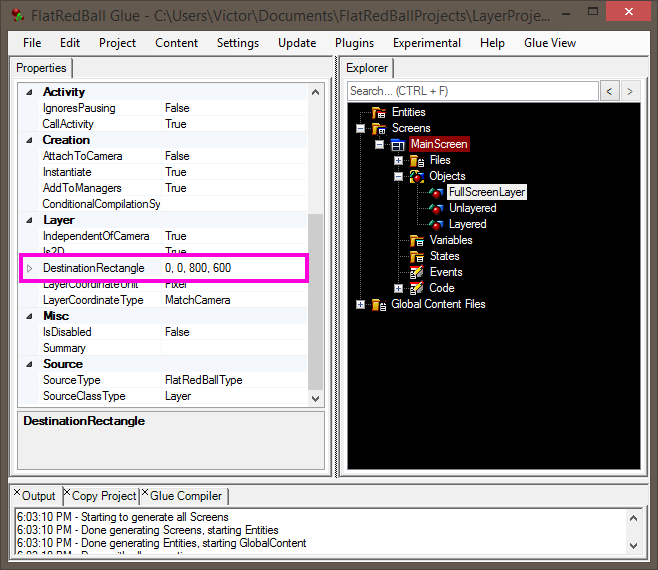 FlatRedBall Glue - C:\Users\Victor\Documents\FlatRedBallProjects\LayerProje...
File Edit Project Content Settings Update Plugins Experimental Help Glue View
Properties
Activity
IgnoresPausing False
CallActivity True
Creation
AttachToCamera False
Instantiate True
AddToManagers True
ConditionalCompilationSy
Layer
IndependentOfCamera True
Is2D True
DestinationRectangle 0, 0, 800, 600
LayerCoordinateUnit Pixel
LayerCoordinateType MatchCamera
Misc
IsDisabled False
Summary
Source
SourceType FlatRedBallType
SourceClassType Layer
DestinationRectangle
Explorer
Search... (CTRL + F) < >
Entities
Screens
MainScreen
Files
Objects
FullScreenLayer
Unlayered
Layered
Variables
States
Events
Code
Global Content Files
Output Copy Project Glue Compiler
6:03:10 PM - Starting to generate all Screens
6:03:10 PM - Done generating Screens, starting Entities
6:03:10 PM - Done generating Entities, starting GlobalContent